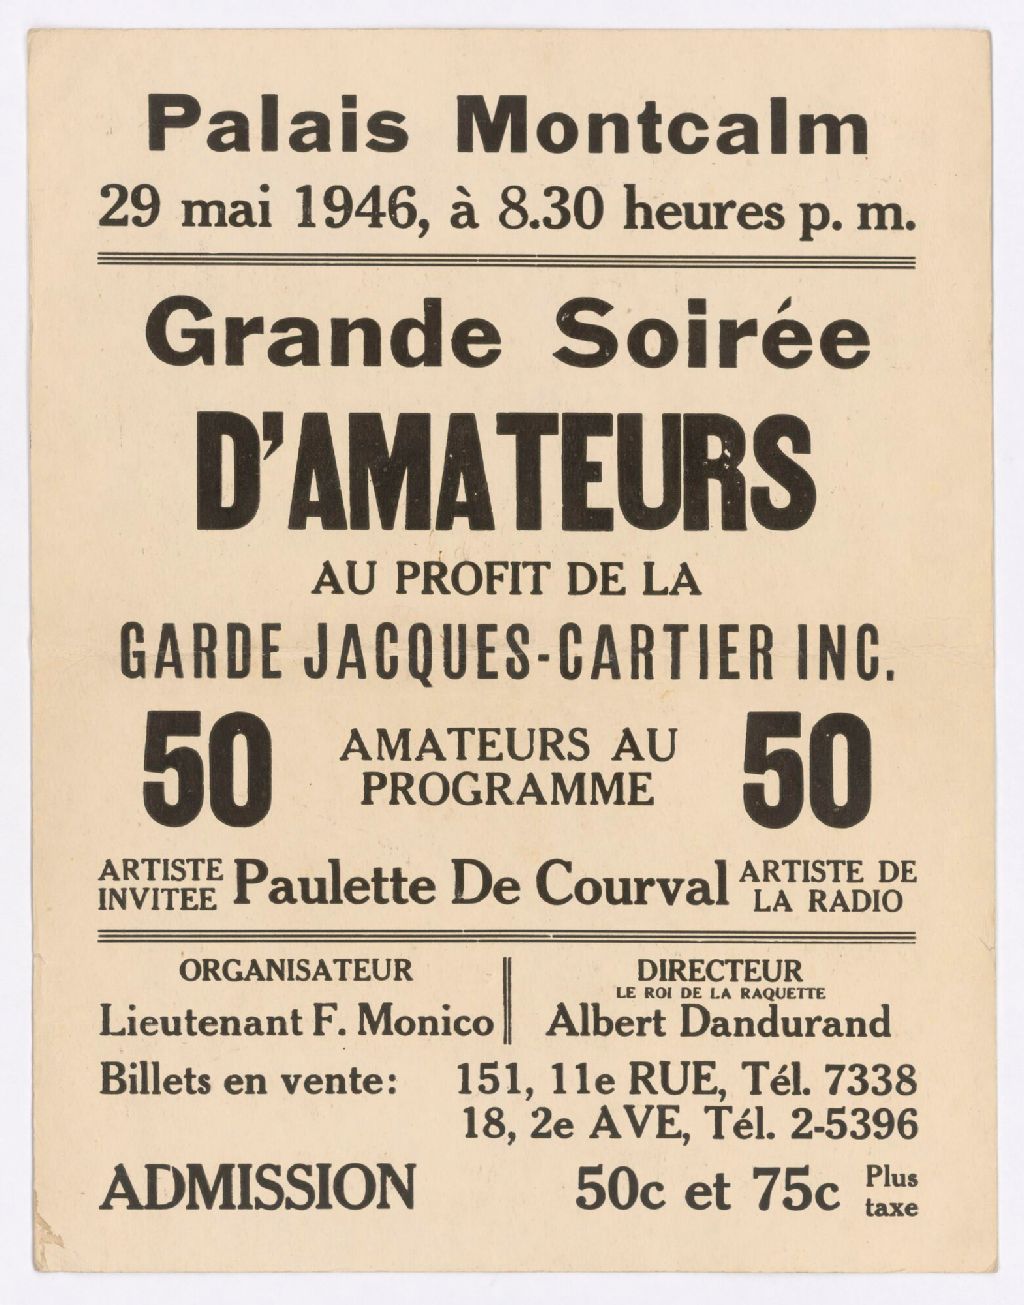 Palais Montcalm
29 mai 1946, à 8.30 heures p. m.
Grande Soirée
D'AMATEURS
AU PROFIT DE LA
GARDE JACQUES-CARTIER INC.
50 AMATEURS AU PROGRAMME 50
ARTISTE INVITEE Paulette De Courval ARTISTE DE LA RADIO
ORGANISATEUR
Lieutenant F. Monico
DIRECTEUR
LE ROI DE LA RAQUETTE
Albert Dandurand
Billets en vente: 151, 11e RUE, Tél. 7338
18, 2e AVE, Tél. 2-5396
ADMISSION 50c et 75c Plus taxe